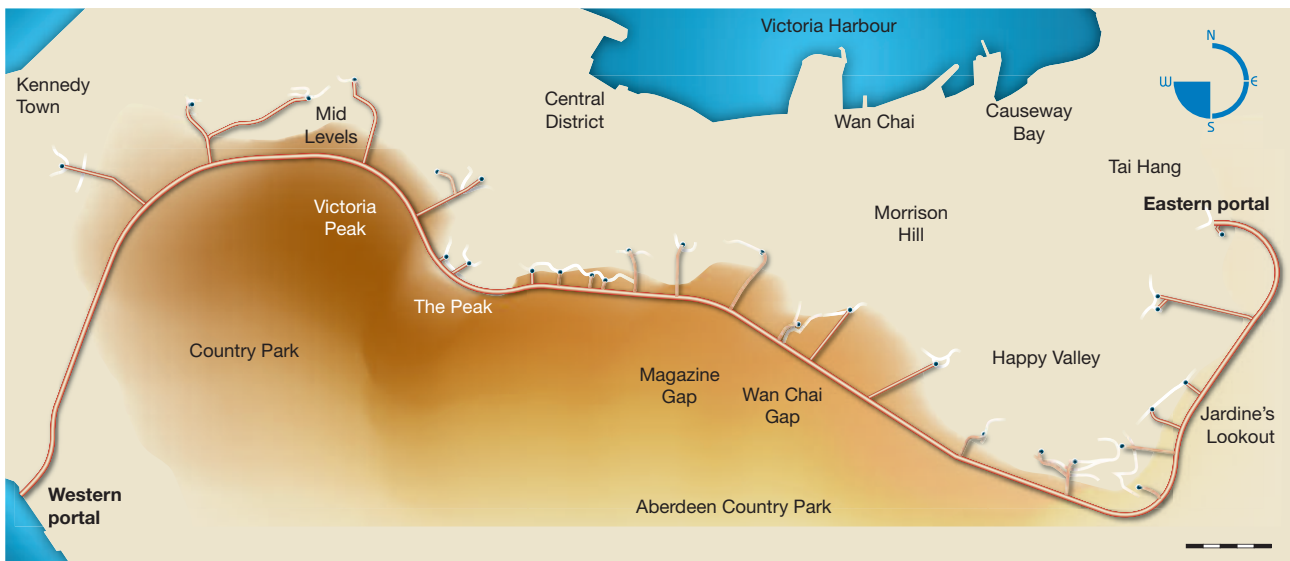 Victoria Harbour
N
W
E
S
Kennedy
Town
Central
District
Mid
Levels
Wan Chai
Causeway
Bay
Tai Hang
Eastern portal
Victoria
Peak
Morrison
Hill
The Peak
Country Park
Happy Valley
Magazine
Gap
Wan Chai
Gap
Jardine's
Lookout
Western
portal
Aberdeen Country Park